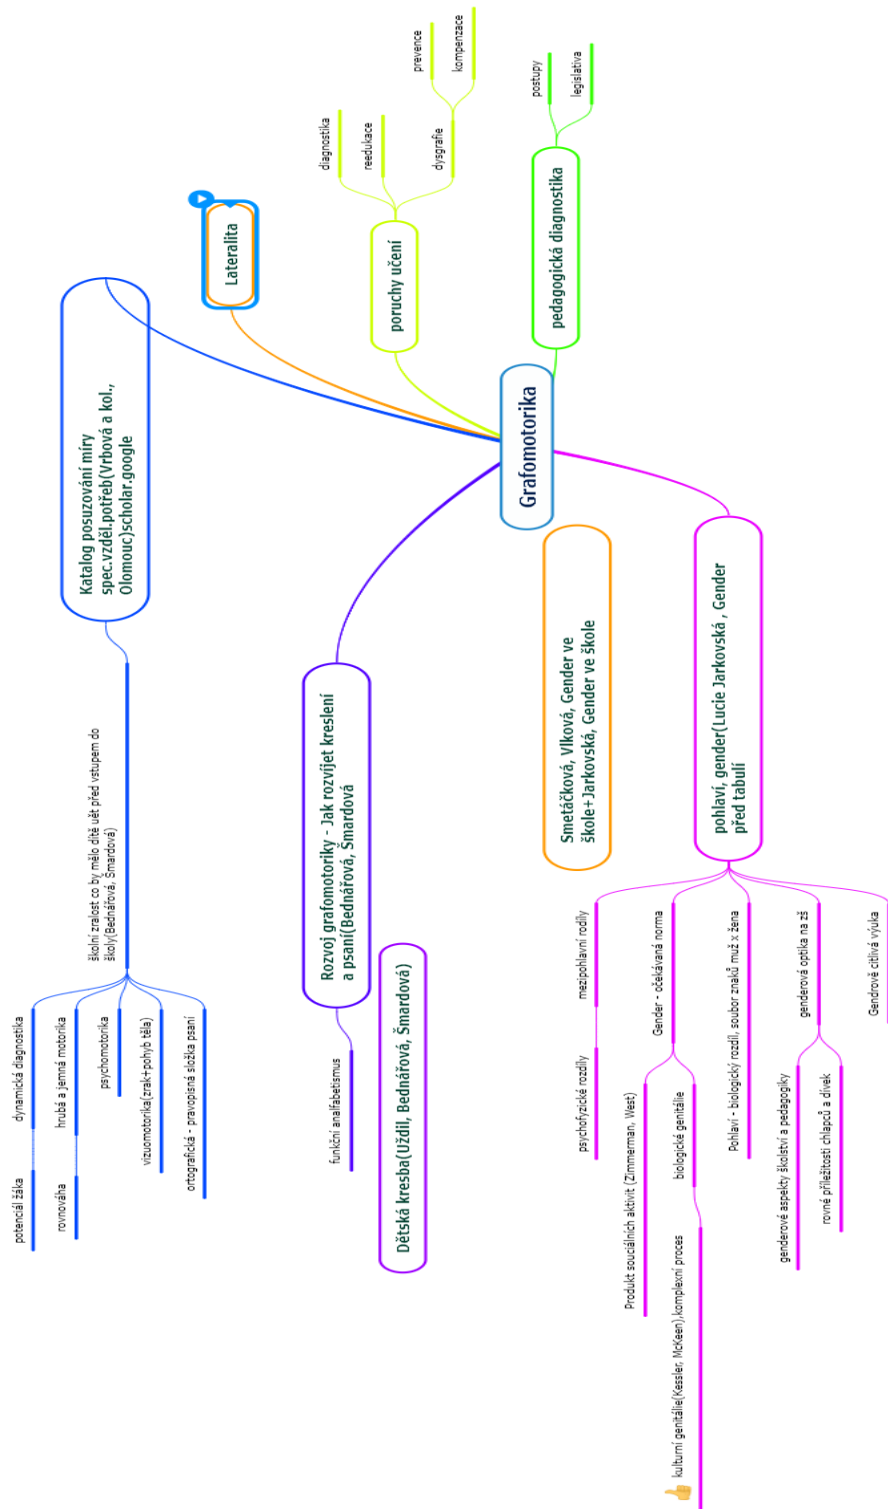 Grafomotorika
pedagogická diagnostika
postupy
legislativa
poruchy učení
diagnostika
reedukace
dysgrafie
prevence
kompenzace
Lateralita
Katalog posuzování míry
spec.vzděl.potřeb(Vrbová a kol.,
Olomouc)scholar.google
školní zralost co by mělo dítě uět před vstupem do
školy(Bednářová, Šmardová)
dynamická diagnostika
potenciál žáka
hrubá a jemná motorika
rovnováha
psychomotorika
vizuomotorika(zrak+pohyb těla)
ortografická - pravopisná složka psaní
Rozvoj grafomotoriky - Jak rozvíjet kreslení
a psaní(Bednářová, Šmardová
funkční analfabetismus
Dětská kresba(Uždil, Bednářová, Šmardová)
Smetáčková, Vlková, Gender ve
škole+Jarkovská, Gender ve škole
pohlaví, gender(Lucie Jarkovská , Gender
před tabulí
mezipohlavní rodíly
psychofyzické rozdíly
Gender - očekávaná norma
Produkt souciálních aktivit (Zimmerman, West)
biologické genitálie
kulturní genitálie(Kessler, McKeen),komplexní proces
Pohlaví - biologický rozdíl, soubor znaků muž x žena
genderová optika na zš
genderové aspekty školství a pedagogiky
rovné příležitosti chlapců a dívek
Gendrově citlivá výuka